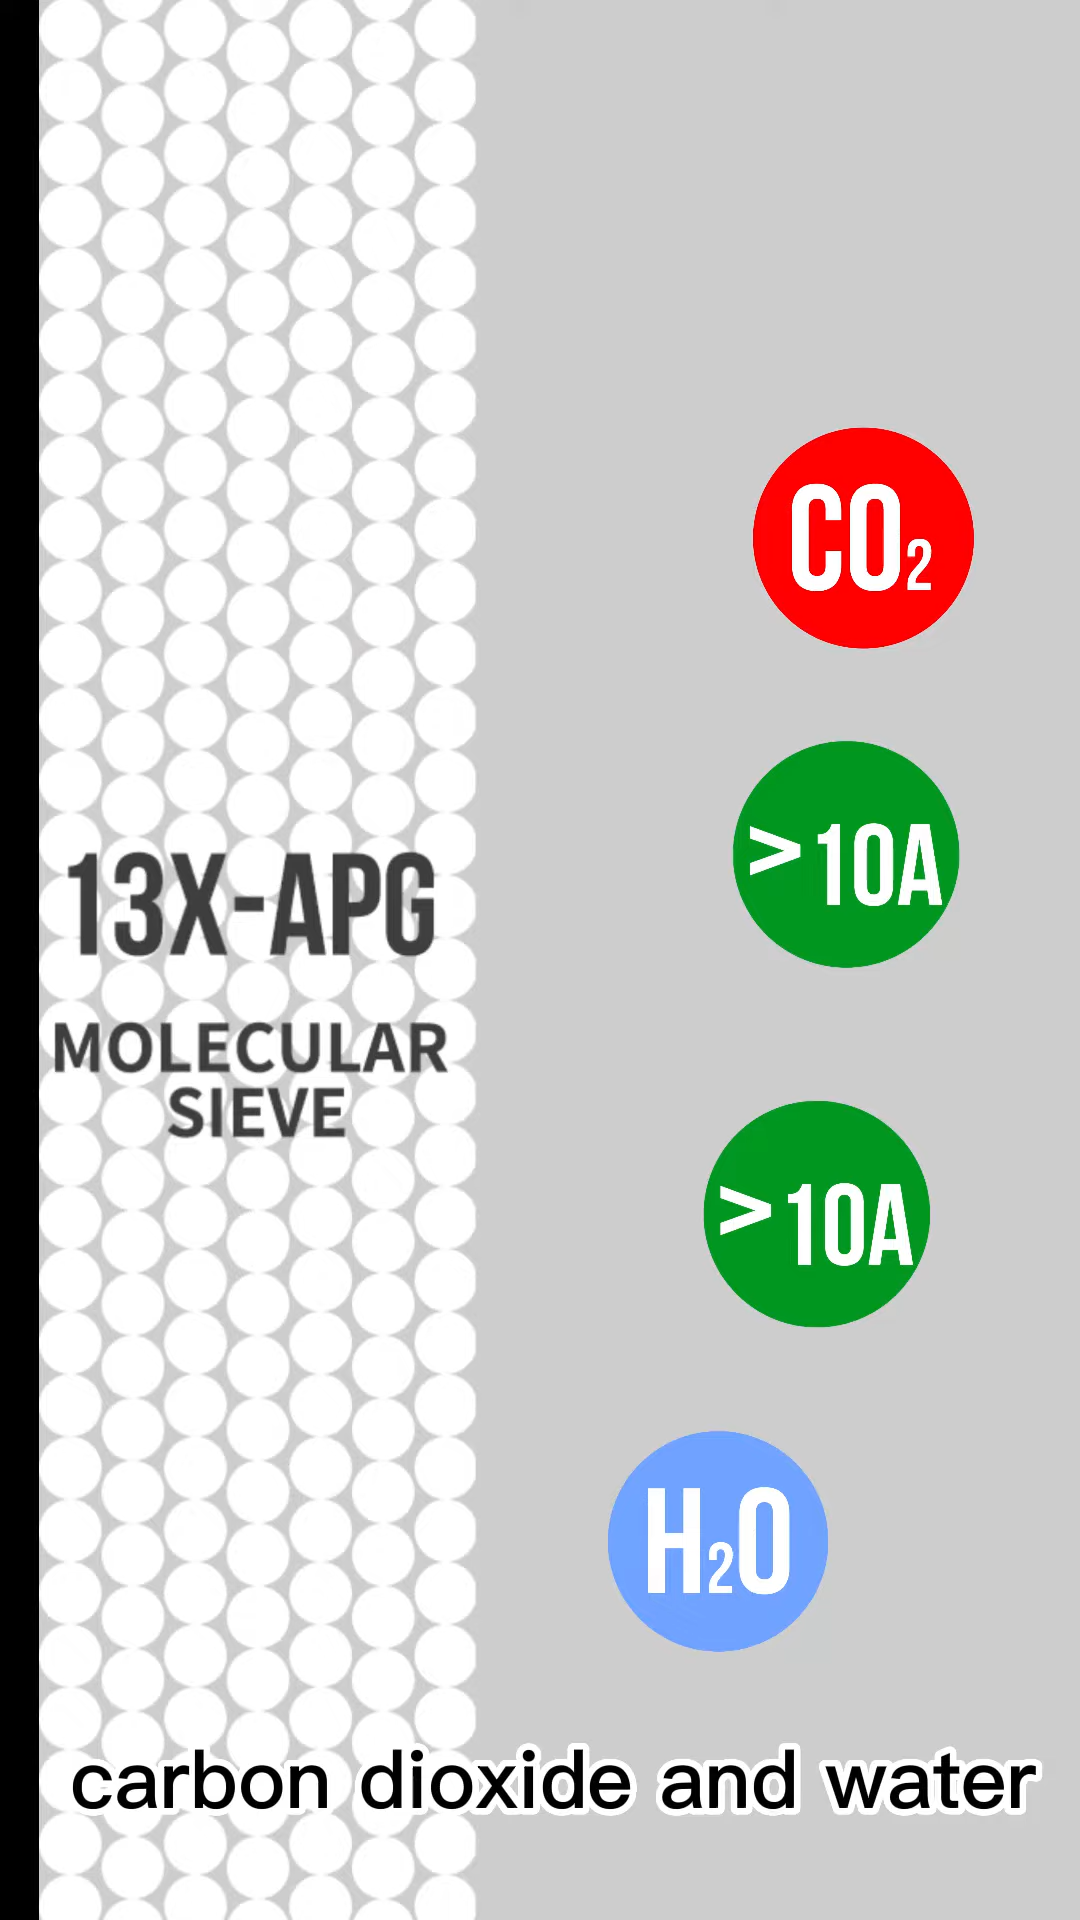 CO₂
>10A
13X-APG
MOLECULAR
SIEVE
>10A
H₂O
carbon dioxide and water